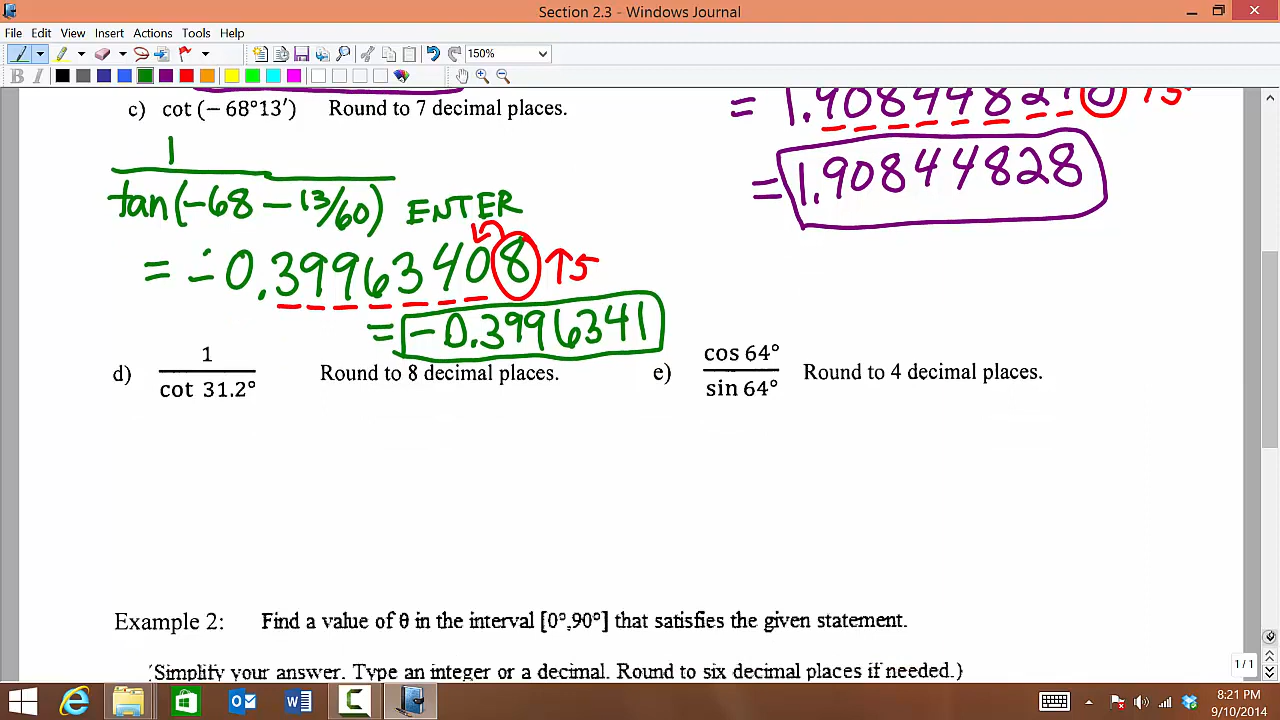 Section 2.3 - Windows Journal
File Edit View Insert Actions Tools Help
150%
B I
c) cot (− 68°13′) Round to 7 decimal places.
1
tan(-68 - 13/60) ENTER
= -0.39963408 ↑5
= -0.3996341
= 1.90844828
d) 1
cot 31.2°
Round to 8 decimal places.
e) cos 64°
sin 64°
Round to 4 decimal places.
Example 2: Find a value of θ in the interval [0°,90°] that satisfies the given statement.
(Simplify your answer. Type an integer or a decimal. Round to six decimal places if needed.)
1/1
8:21 PM
9/10/2014